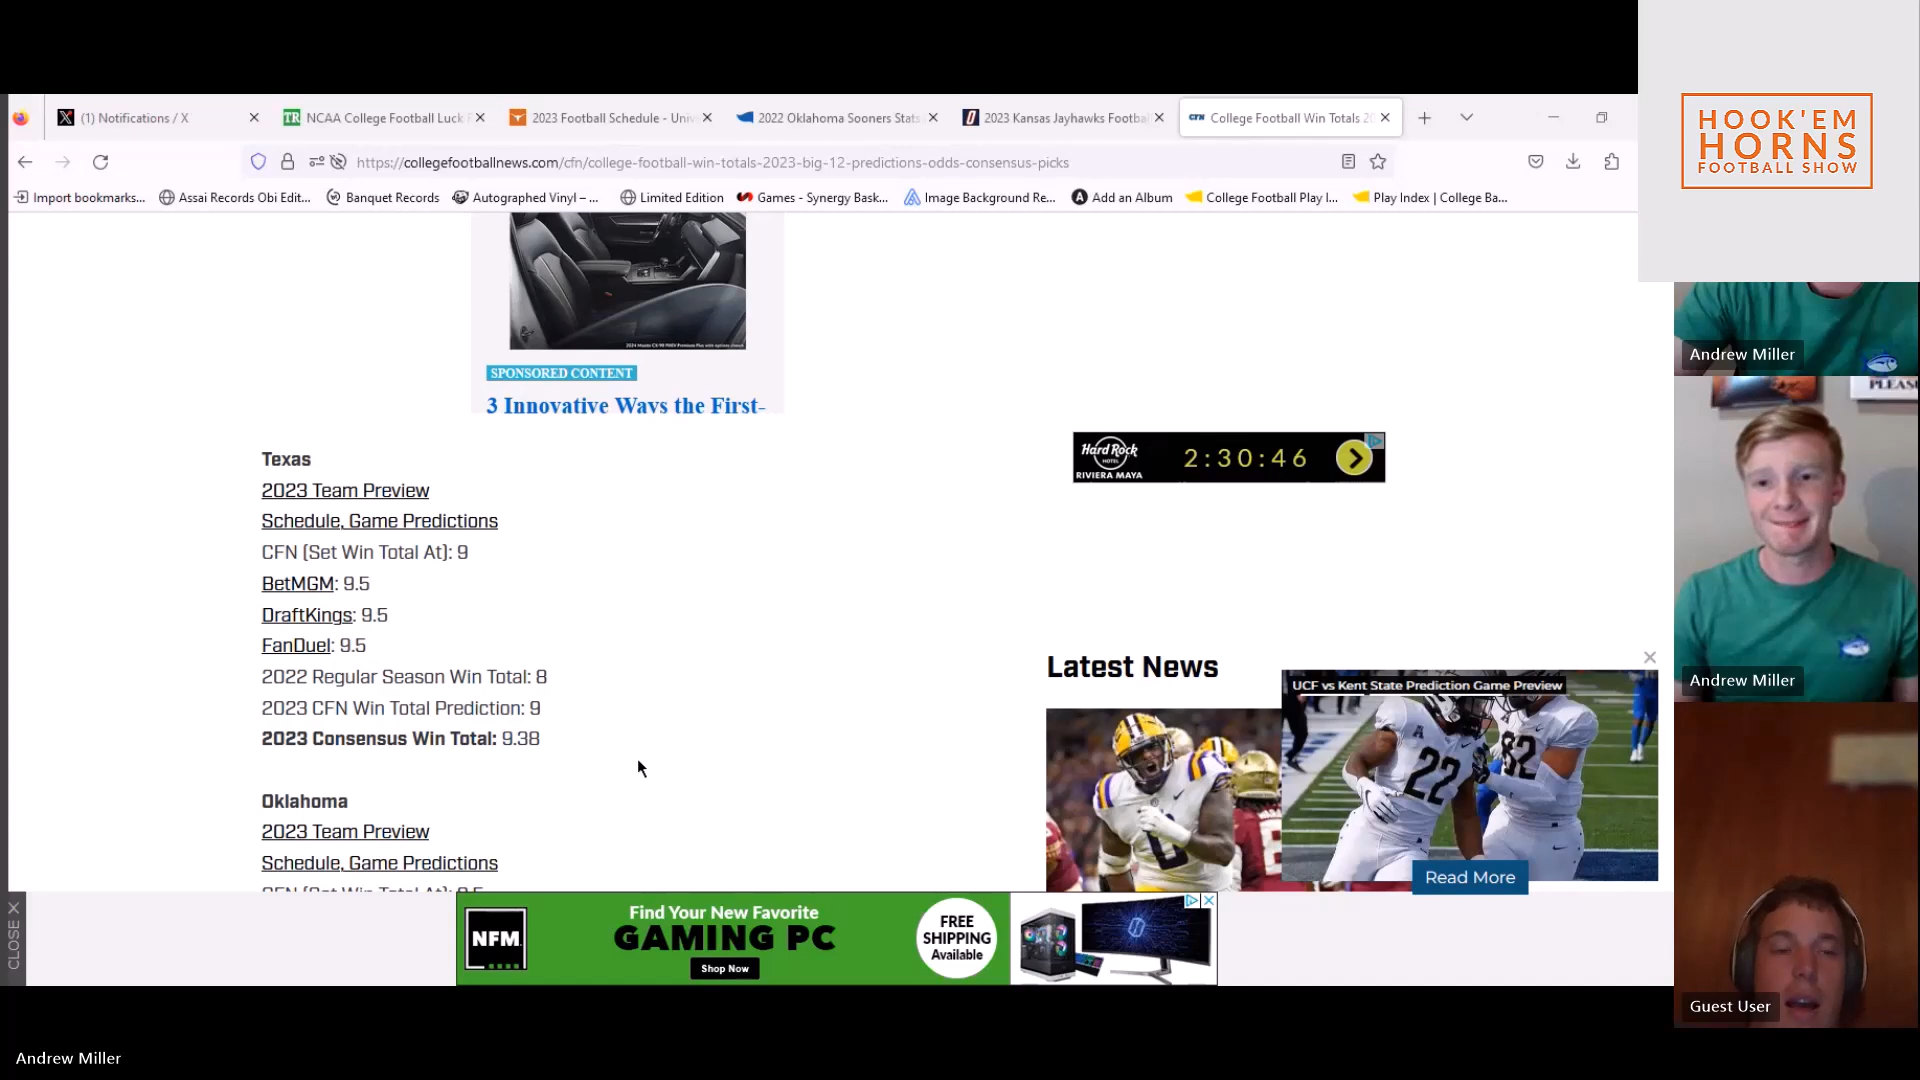 (1) Notifications / X
NCAA College Football Luck
2023 Football Schedule - Uni
2022 Oklahoma Sooners Stats
2023 Kansas Jayhawks Footba
CFN College Football Win Totals 20
https://collegefootballnews.com/cfn/college-football-win-totals-2023-big-12-predictions-odds-consensus-picks
Import bookmarks...
Assai Records Obi Edit...
Banquet Records
Autographed Vinyl – ...
Limited Edition
Games - Synergy Bask...
Image Background Re...
Add an Album
College Football Play I...
Play Index | College Ba...
SPONSORED CONTENT
3 Innovative Ways the First-
Texas
2023 Team Preview
Schedule, Game Predictions
CFN (Set Win Total At): 9
BetMGM: 9.5
DraftKings: 9.5
FanDuel: 9.5
2022 Regular Season Win Total: 8
2023 CFN Win Total Prediction: 9
2023 Consensus Win Total: 9.38
Oklahoma
2023 Team Preview
Schedule, Game Predictions
Hard Rock
HOTEL
RIVIERA MAYA
2:30:46
Latest News
UCF vs Kent State Prediction Game Preview
22
82
Read More
CLOSE X
NFM
Find Your New Favorite
GAMING PC
Shop Now
FREE
SHIPPING
Available
HOOK'EM
HORNS
FOOTBALL SHOW
Andrew Miller
PLEAS
Andrew Miller
Guest User
Andrew Miller